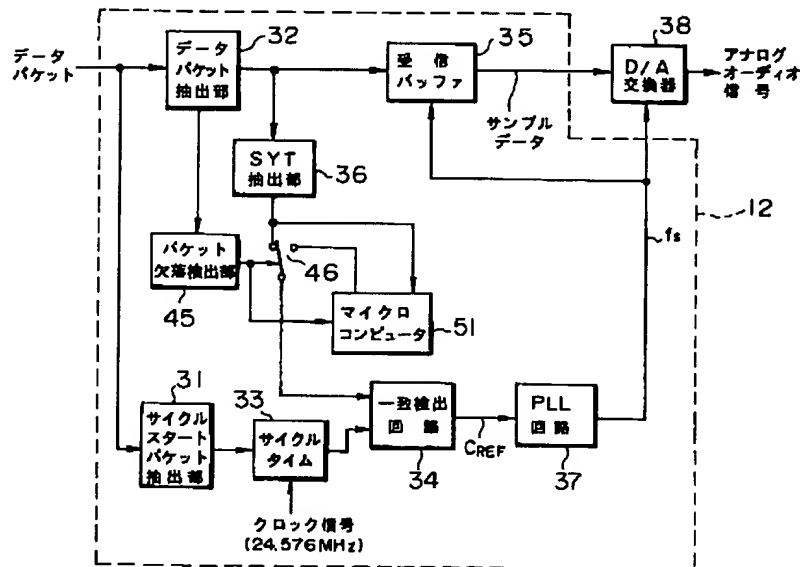 データ
パケット
データ
パケット
抽出部
32
受信
バッファ
35
38
D/A
交換器
アナログ
オーディオ
信号
サンプル
データ
SYT
抽出部
36
12
fs
パケット
欠落検出部
45
46
マイクロ
コンピュータ
51
31
サイクル
スタート
パケット
抽出部
33
サイクル
タイム
一致検出
回路
34
CREF
PLL
回路
37
クロック信号
(24.576MHz)